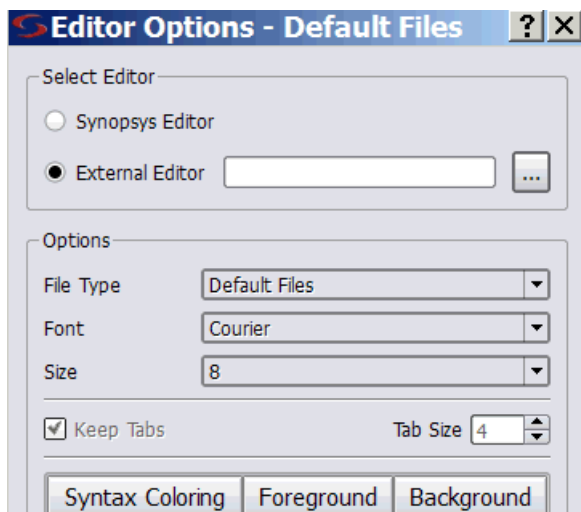 Editor Options - Default Files ? ×
Select Editor
Synopsys Editor
External Editor ...
Options
File Type Default Files
Font Courier
Size 8
Keep Tabs Tab Size 4
Syntax Coloring Foreground Background